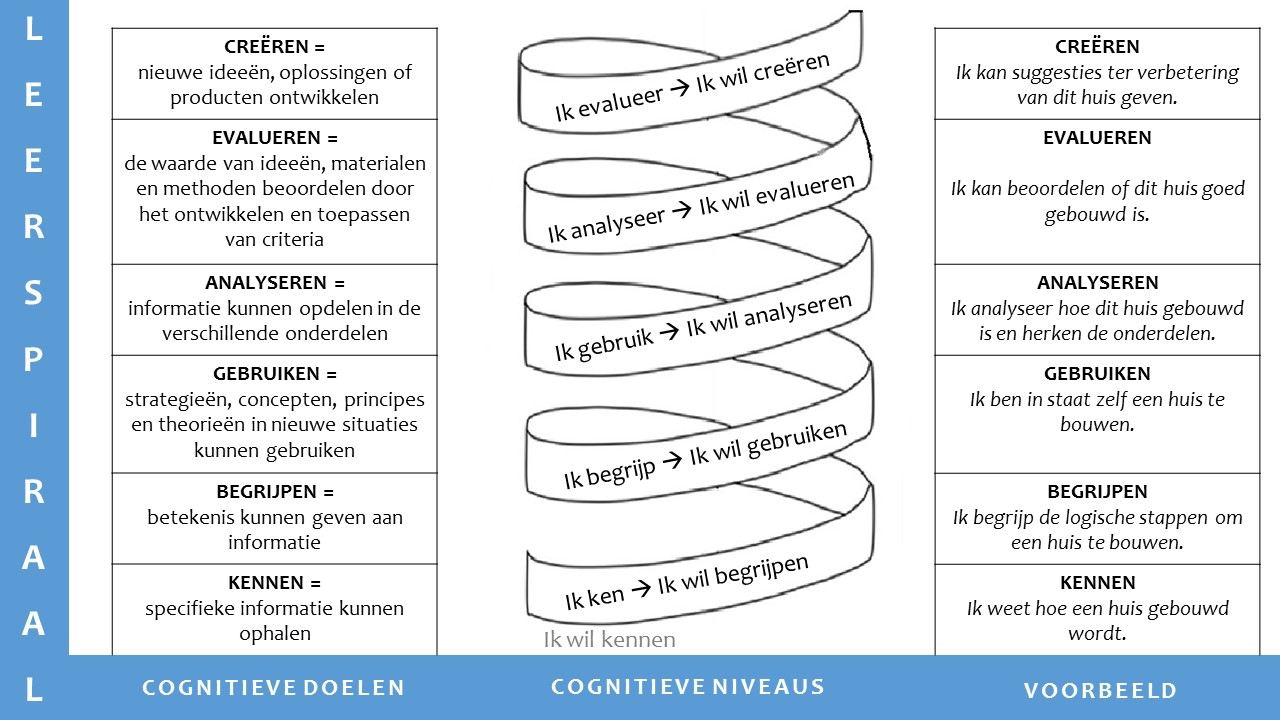 LEERSPIRAAL
CREËREN =
nieuwe ideeën, oplossingen of
producten ontwikkelen
EVALUEREN =
de waarde van ideeën, materialen
en methoden beoordelen door
het ontwikkelen en toepassen
van criteria
ANALYSEREN =
informatie kunnen opdelen in de
verschillende onderdelen
GEBRUIKEN =
strategieën, concepten, principes
en theorieën in nieuwe situaties
kunnen gebruiken
BEGRIJPEN =
betekenis kunnen geven aan
informatie
KENNEN =
specifieke informatie kunnen
ophalen
COGNITIEVE DOELEN
Ik evalueer → Ik wil creëren
Ik analyseer → Ik wil evalueren
Ik gebruik → Ik wil analyseren
Ik begrijp → Ik wil gebruiken
Ik ken → Ik wil begrijpen
Ik wil kennen
COGNITIEVE NIVEAUS
CREËREN
Ik kan suggesties ter verbetering
van dit huis geven.
EVALUEREN
Ik kan beoordelen of dit huis goed
gebouwd is.
ANALYSEREN
Ik analyseer hoe dit huis gebouwd
is en herken de onderdelen.
GEBRUIKEN
Ik ben in staat zelf een huis te
bouwen.
BEGRIJPEN
Ik begrijp de logische stappen om
een huis te bouwen.
KENNEN
Ik weet hoe een huis gebouwd
wordt.
VOORBEELD